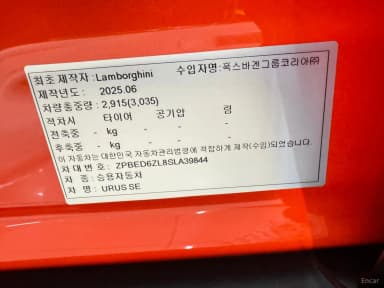 최초 제작자 : Lamborghini 수입자명 : 폭스바겐그룹코리아㈜
제작년도 : 2025.06
차량총중량 : 2,915(3,035)
적차시 타이어 공기압 령
전축중 - kg
후축중 - kg
이 자동차는 대한민국 자동차관리법령에 적합하게 제작(수입)되었습니다.
차 대 번 호 : ZPBED6ZL8SLA39844
차 종 : 승용자동차
차 명 : URUS SE
Encar